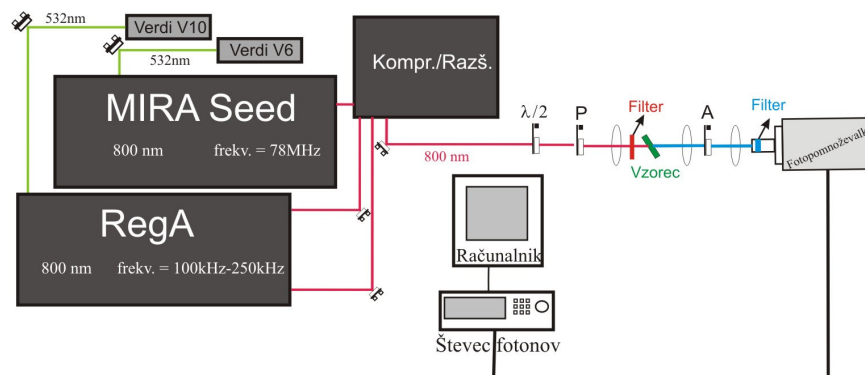 532nm
Verdi V10
532nm
Verdi V6
MIRA Seed
800 nm frekv. = 78MHz
Kompr./Razš.
RegA
800 nm frekv. = 100kHz-250kHz
800 nm
λ/2
P
Filter
Vzorec
A
Filter
Fotopomnoževalk
Računalnik
Števec fotonov